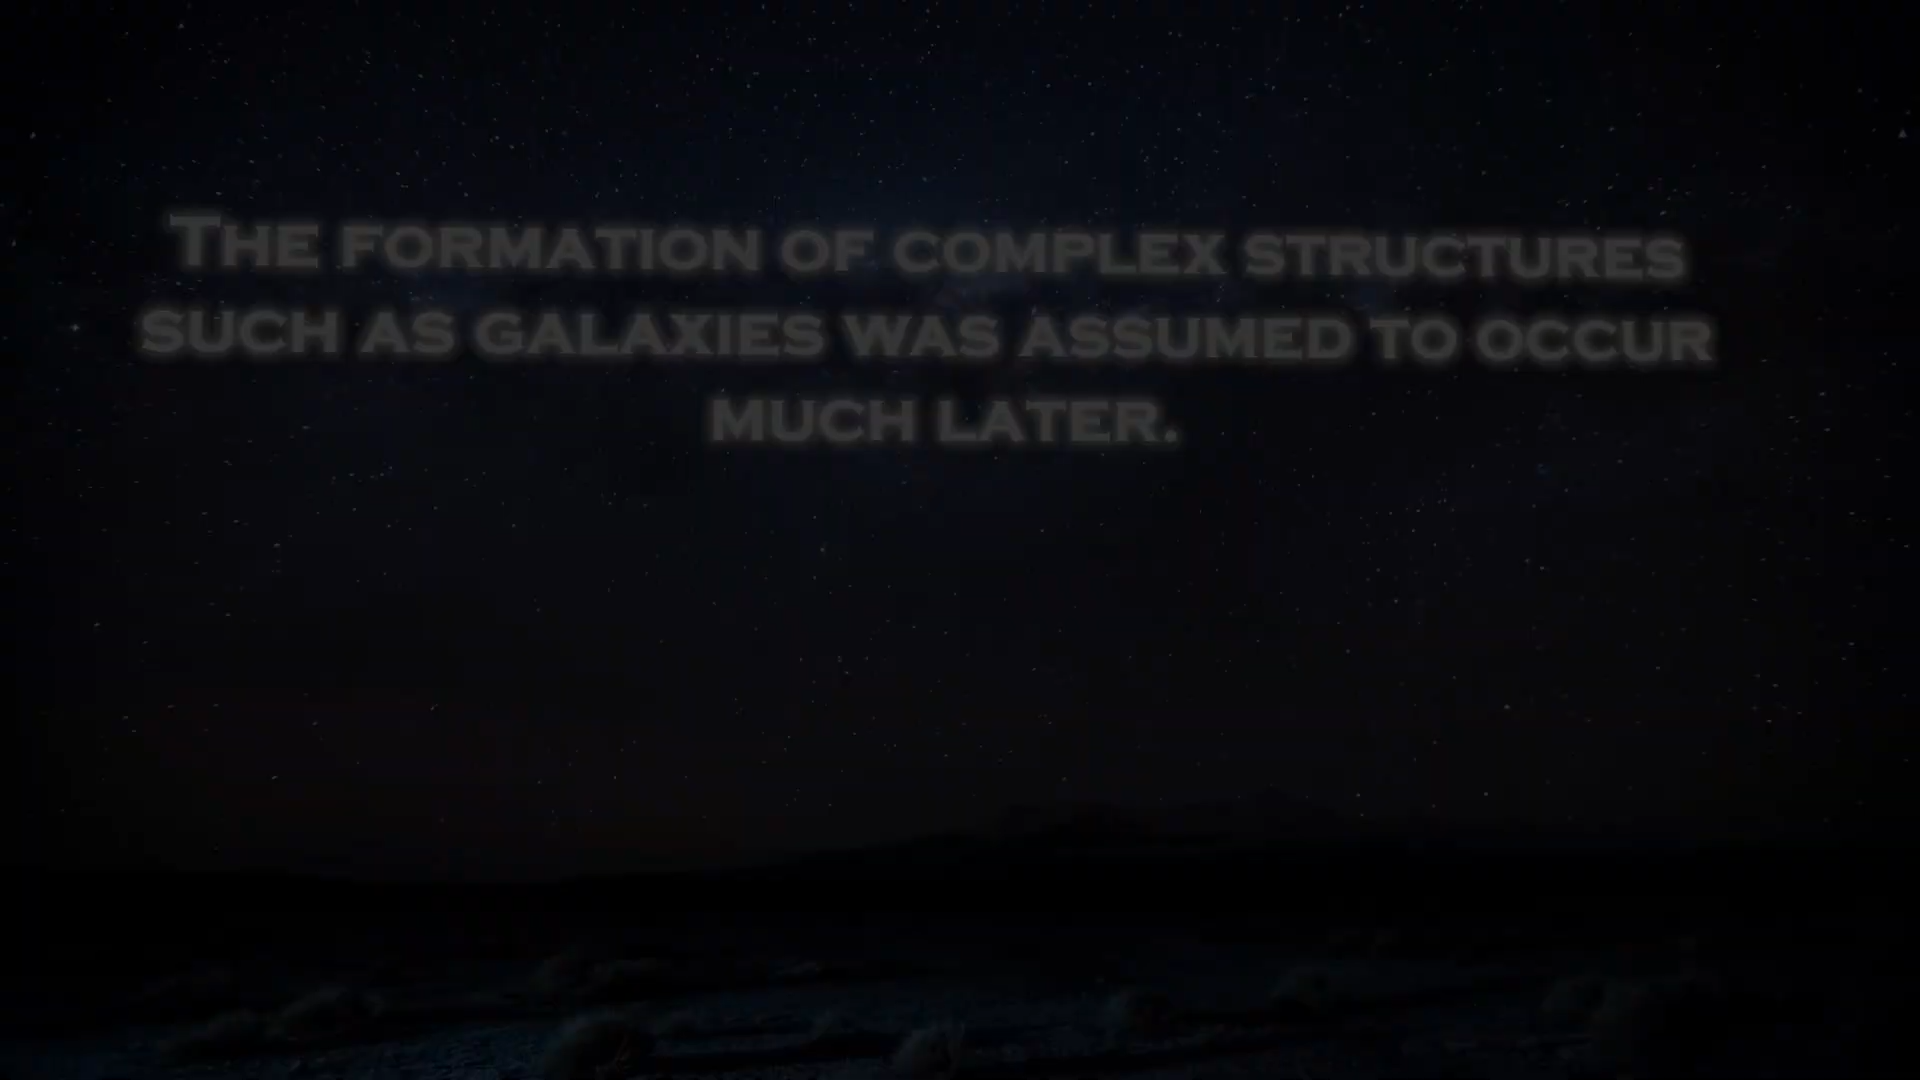 The formation of complex structures
such as galaxies was assumed to occur
much later.